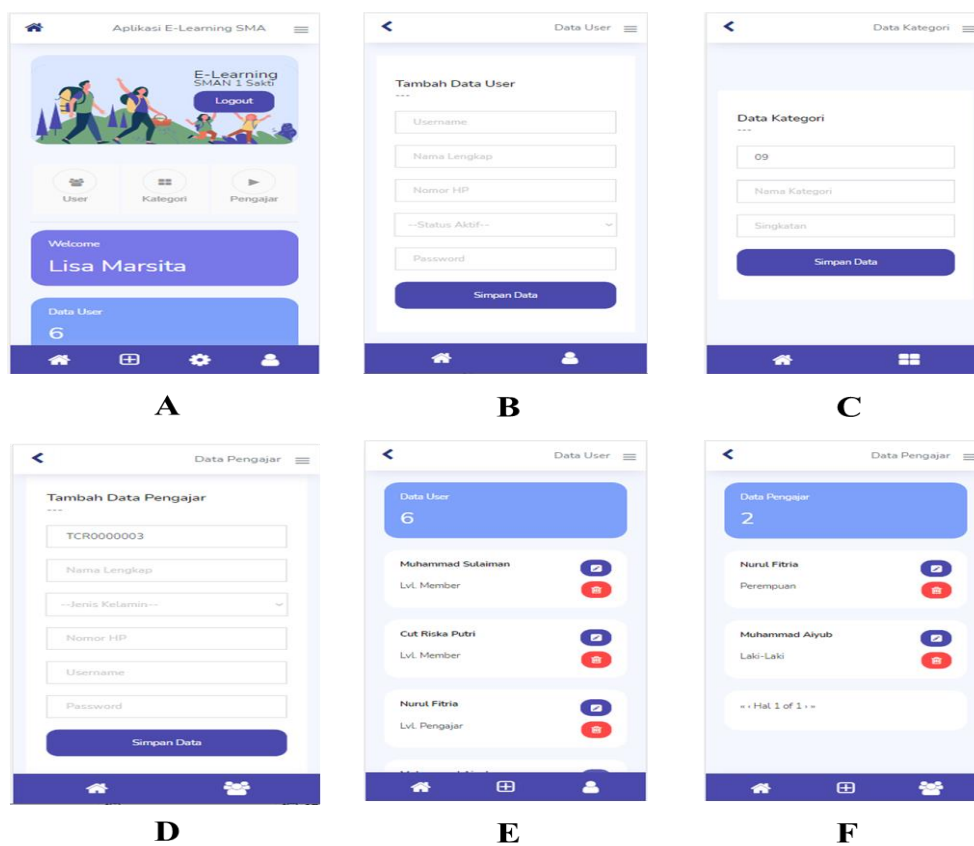 Aplikasi E-Learning SMA
E-Learning
SMAN 1 Sakti
Logout
User
Kategori
Pengajar
Welcome
Lisa Marsita
Data User
6
A
Data User
Tambah Data User
---
Username
Nama Lengkap
Nomor HP
--Status Aktif--
Password
Simpan Data
B
Data Kategori
Data Kategori
---
09
Nama Kategori
Singkatan
Simpan Data
C
Data Pengajar
Tambah Data Pengajar
---
TCR0000003
Nama Lengkap
--Jenis Kelamin--
Nomor HP
Username
Password
Simpan Data
D
Data User
Data User
6
Muhammad Sulaiman
Lvl. Member
Cut Riska Putri
Lvl. Member
Nurul Fitria
Lvl. Pengajar
E
Data Pengajar
Data Pengajar
2
Nurul Fitria
Perempuan
Muhammad Aiyub
Laki-Laki
« ‹ Hal 1 of 1 › »
F